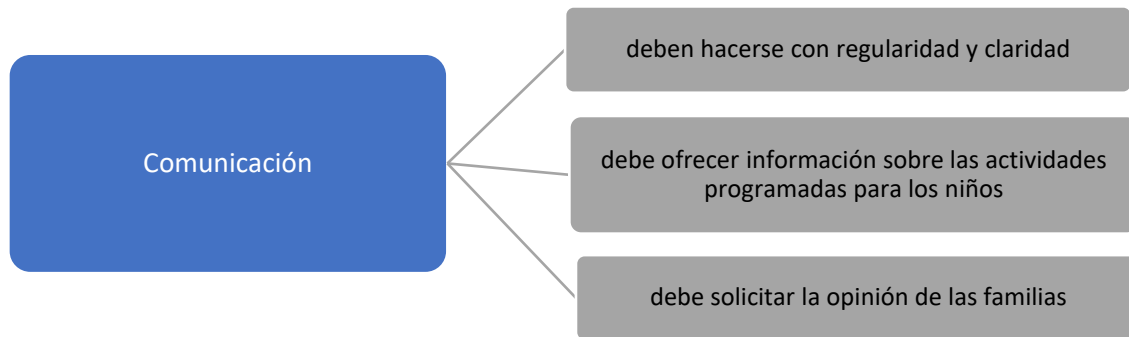 Comunicación
deben hacerse con regularidad y claridad
debe ofrecer información sobre las actividades
programadas para los niños
debe solicitar la opinión de las familias